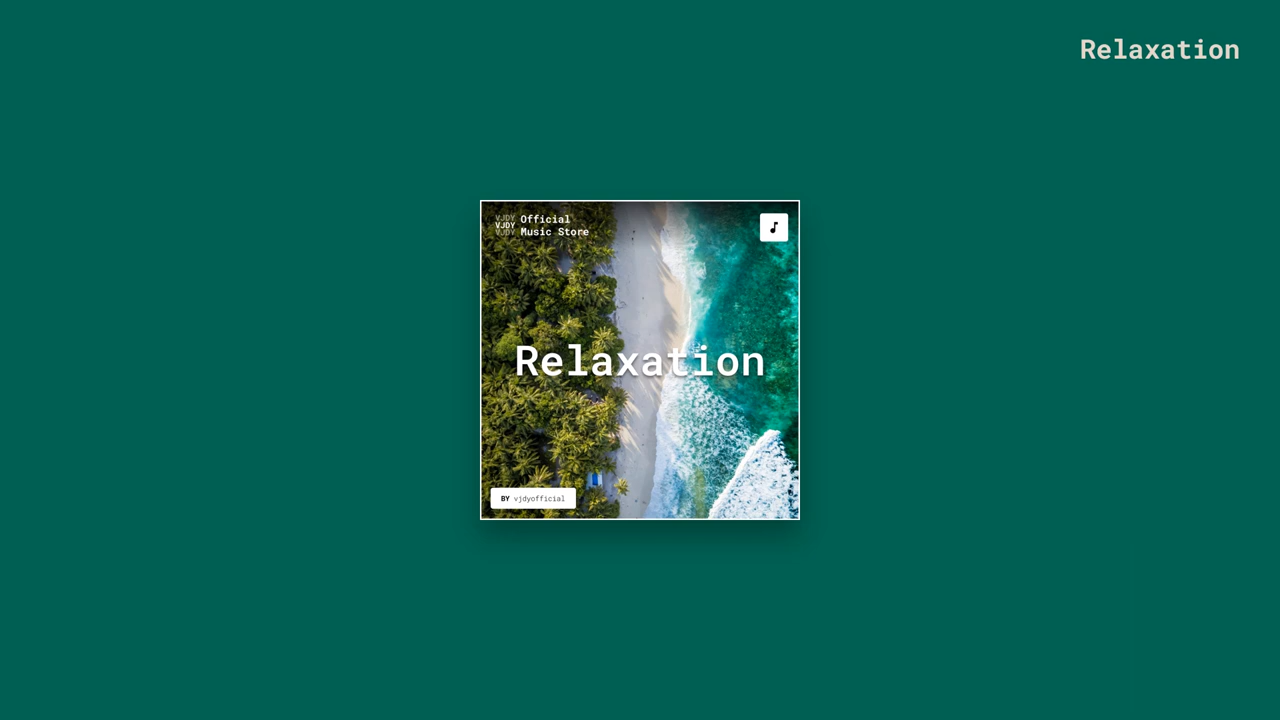 Relaxation
VJDY
VJDY
VJDY
Official
Music Store
Relaxation
BY vjdyofficial